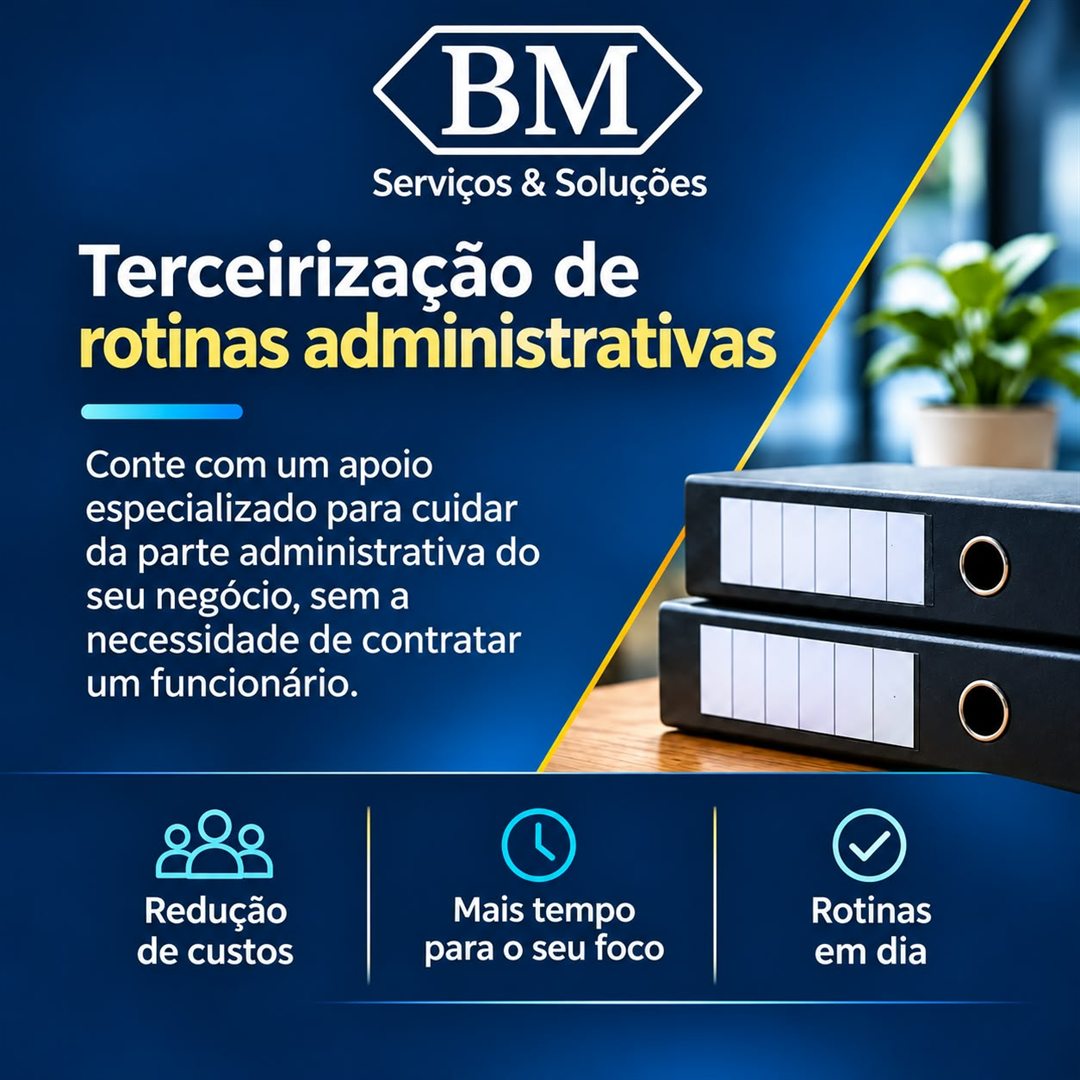 BM
Serviços & Soluções
Terceirização de
rotinas administrativas
Conte com um apoio
especializado para cuidar
da parte administrativa do
seu negócio, sem a
necessidade de contratar
um funcionário.
Redução
de custos
Mais tempo
para o seu foco
Rotinas
em dia